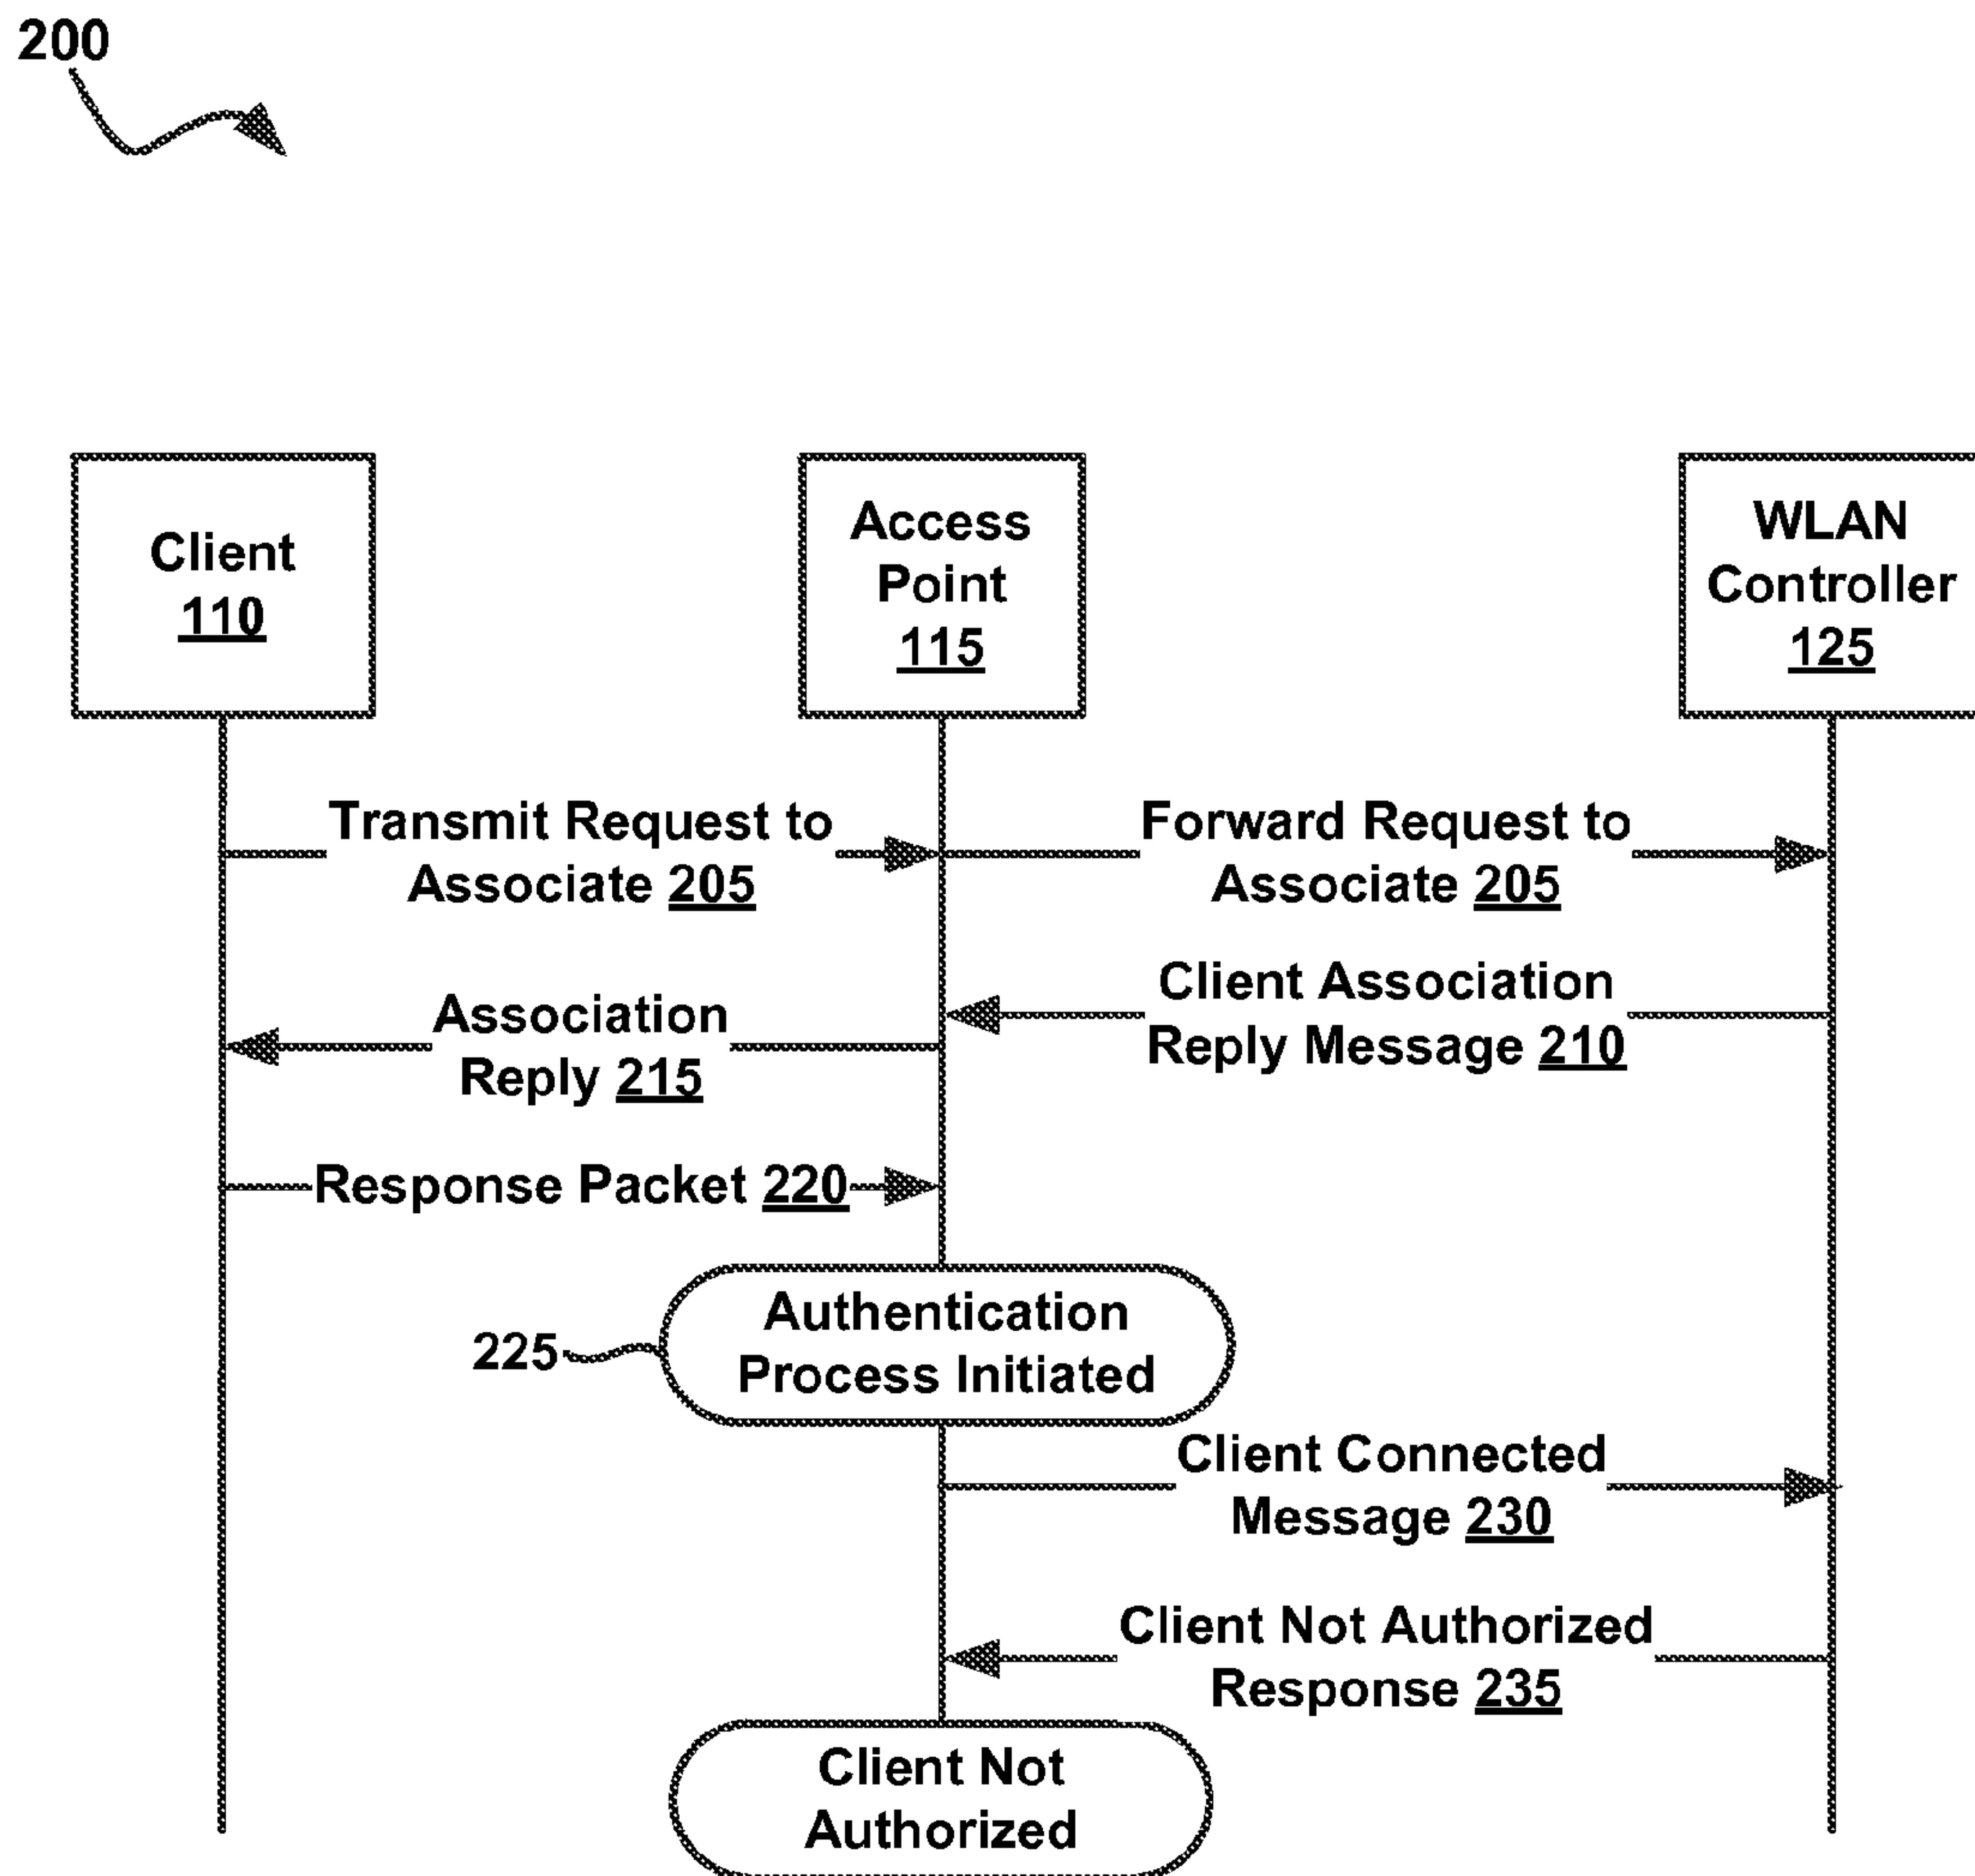 200
Client
110
Access
Point
115
WLAN
Controller
125
Transmit Request to
Associate 205
Forward Request to
Associate 205
Client Association
Reply Message 210
Association
Reply 215
Response Packet 220
225
Authentication
Process Initiated
Client Connected
Message 230
Client Not Authorized
Response 235
Client Not
Authorized